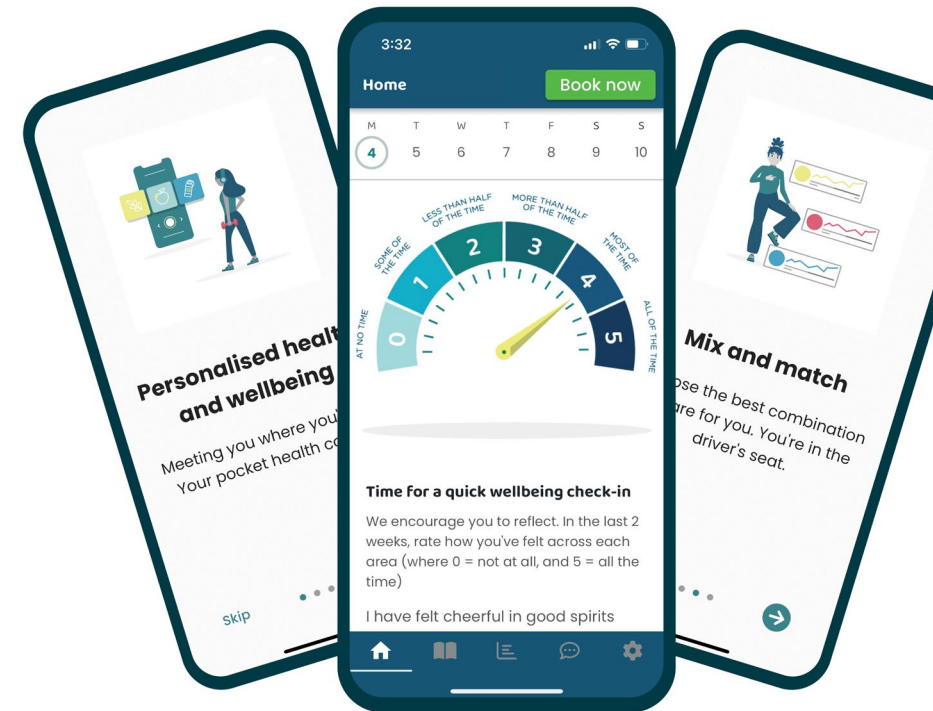 Personalised healt
and wellbeing
Meeting you where you'
Your pocket health co
Skip
3:32
Home
Book now
M T W T F S S
4 5 6 7 8 9 10
AT NO TIME
SOME OF
THE TIME
LESS THAN HALF
OF THE TIME
MORE THAN HALF
OF THE TIME
MOST OF
THE TIME
ALL OF THE TIME
0 1 2 3 4 5
Time for a quick wellbeing check-in
We encourage you to reflect. In the last 2
weeks, rate how you've felt across each
area (where 0 = not at all, and 5 = all the
time)
I have felt cheerful in good spirits
Mix and match
ose the best combination
are for you. You're in the
driver's seat.